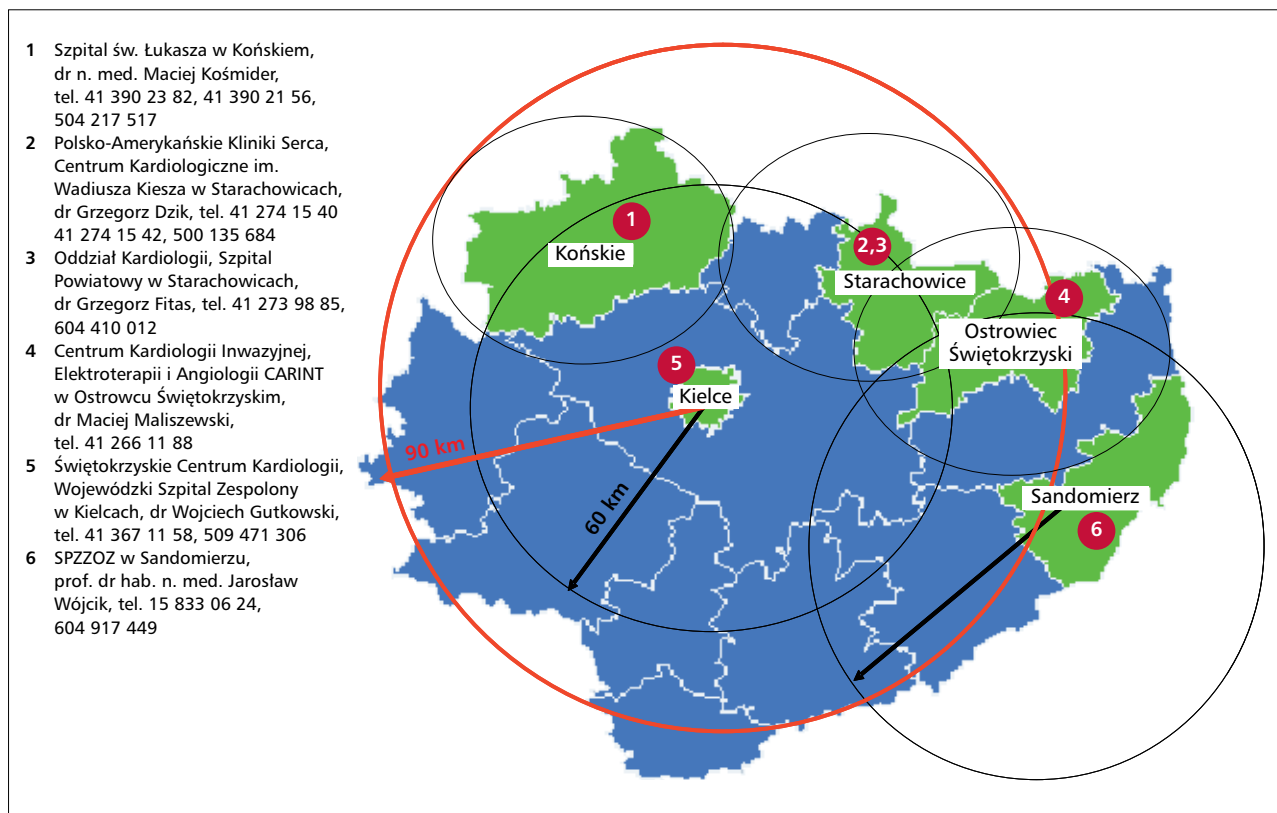 1 Szpital św. Łukasza w Końskiem,
dr n. med. Maciej Kośmider,
tel. 41 390 23 82, 41 390 21 56,
504 217 517
2 Polsko-Amerykańskie Kliniki Serca,
Centrum Kardiologiczne im.
Wadiusza Kiesza w Starachowicach,
dr Grzegorz Dzik, tel. 41 274 15 40
41 274 15 42, 500 135 684
3 Oddział Kardiologii, Szpital
Powiatowy w Starachowicach,
dr Grzegorz Fitas, tel. 41 273 98 85,
604 410 012
4 Centrum Kardiologii Inwazyjnej,
Elektroterapii i Angiologii CARINT
w Ostrowcu Świętokrzyskim,
dr Maciej Maliszewski,
tel. 41 266 11 88
5 Świętokrzyskie Centrum Kardiologii,
Wojewódzki Szpital Zespolony
w Kielcach, dr Wojciech Gutkowski,
tel. 41 367 11 58, 509 471 306
6 SPZZOZ w Sandomierzu,
prof. dr hab. n. med. Jarosław
Wójcik, tel. 15 833 06 24,
604 917 449
1
Końskie
2,3
Starachowice
4
Ostrowiec
Świętokrzyski
5
Kielce
90 km
60 km
Sandomierz
6